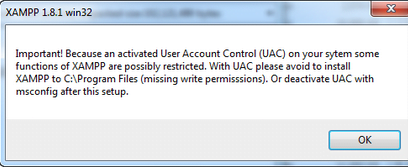 XAMPP 1.8.1 win32
Important! Because an activated User Account Control (UAC) on your sytem some
functions of XAMPP are possibly restricted. With UAC please avoid to install
XAMPP to C:\Program Files (missing write permisssions). Or deactivate UAC with
msconfig after this setup.
OK